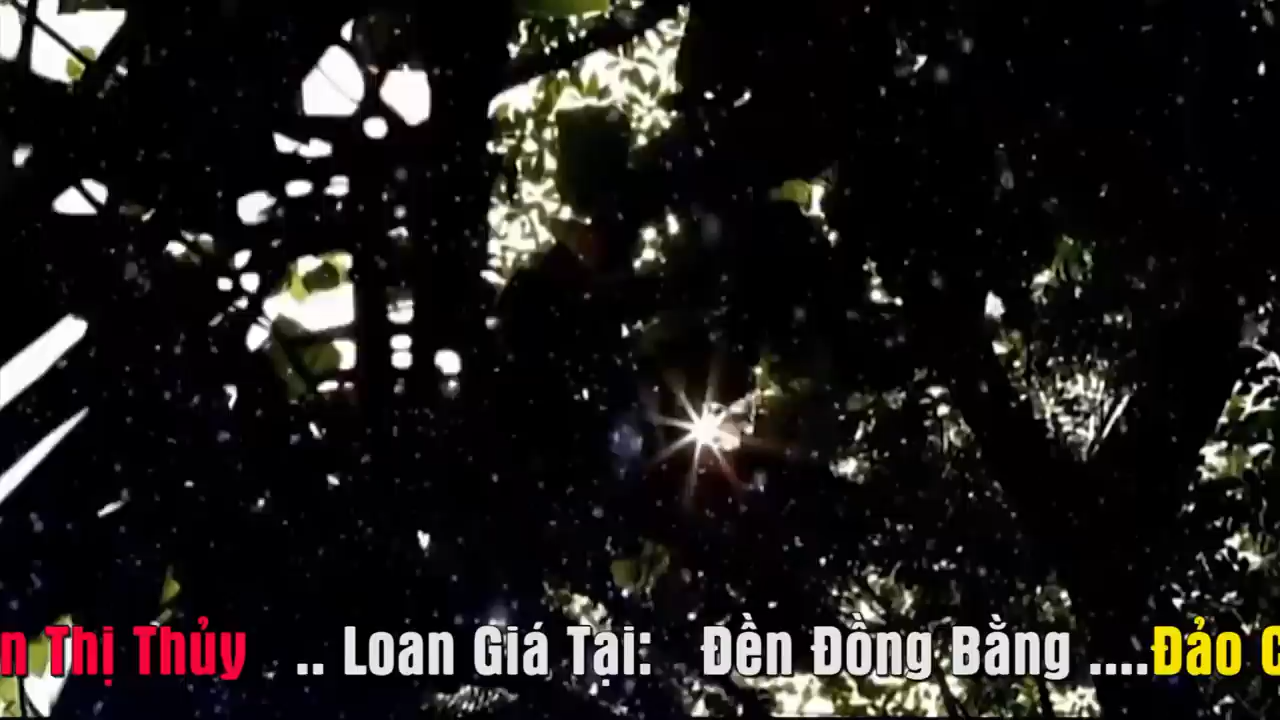 n Thị Thủy .. Loan Giá Tại: Đền Đồng Bằng ....Đảo C